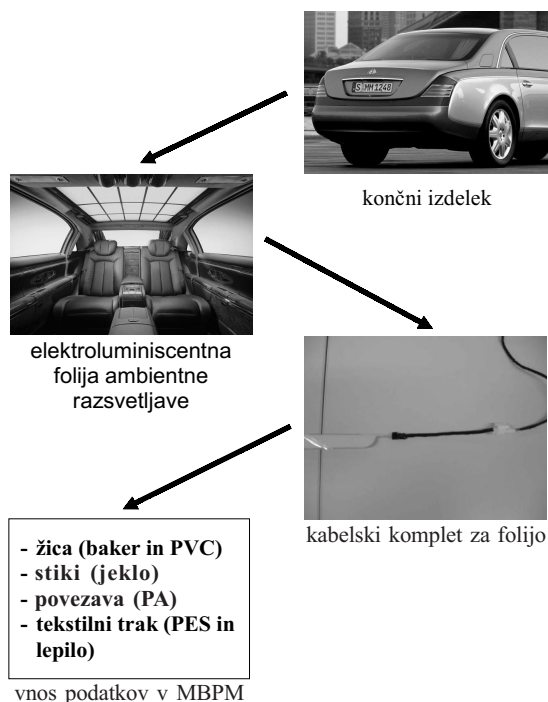 S MM 1248
končni izdelek
elektroluminiscentna
folija ambientne
razsvetljave
kabelski komplet za folijo
- žica (baker in PVC)
- stiki (jeklo)
- povezava (PA)
- tekstilni trak (PES in
lepilo)
vnos podatkov v MBPM